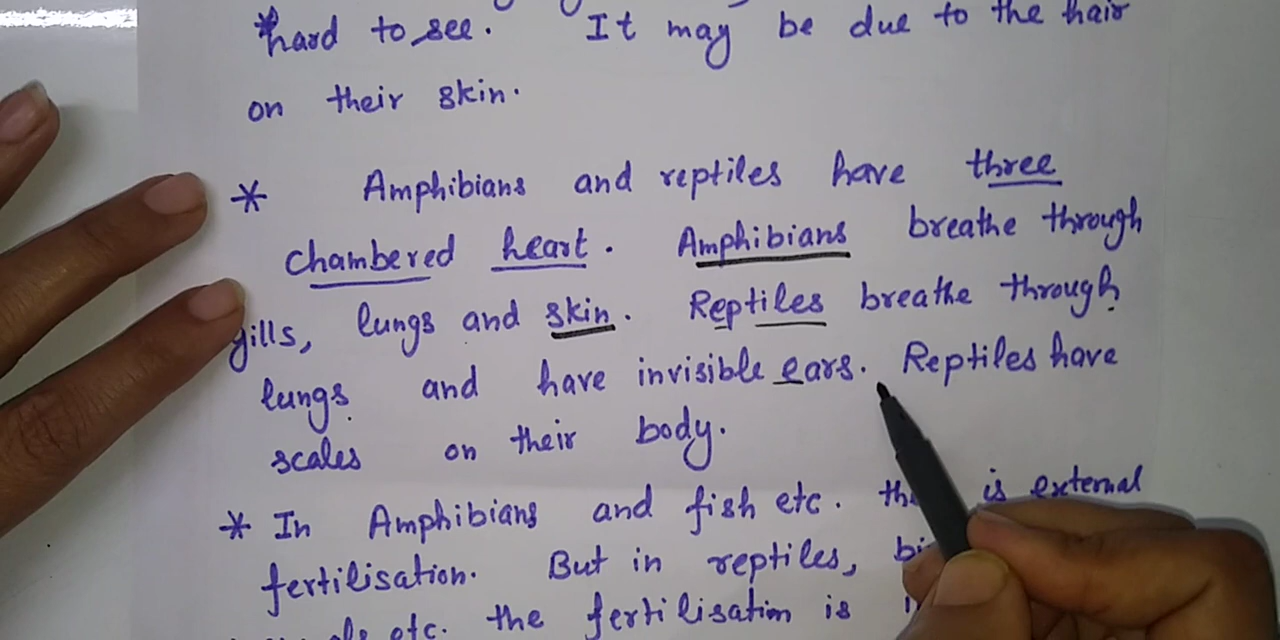 *hard to see. It may be due to the hair
on their skin.
* Amphibians and reptiles have three
chambered heart. Amphibians breathe through
gills, lungs and skin. Reptiles breathe through
lungs and have invisible ears. Reptiles have
scales on their body.
* In Amphibians and fish etc. is external
fertilisation. But in reptiles,
etc. the fertilisation is